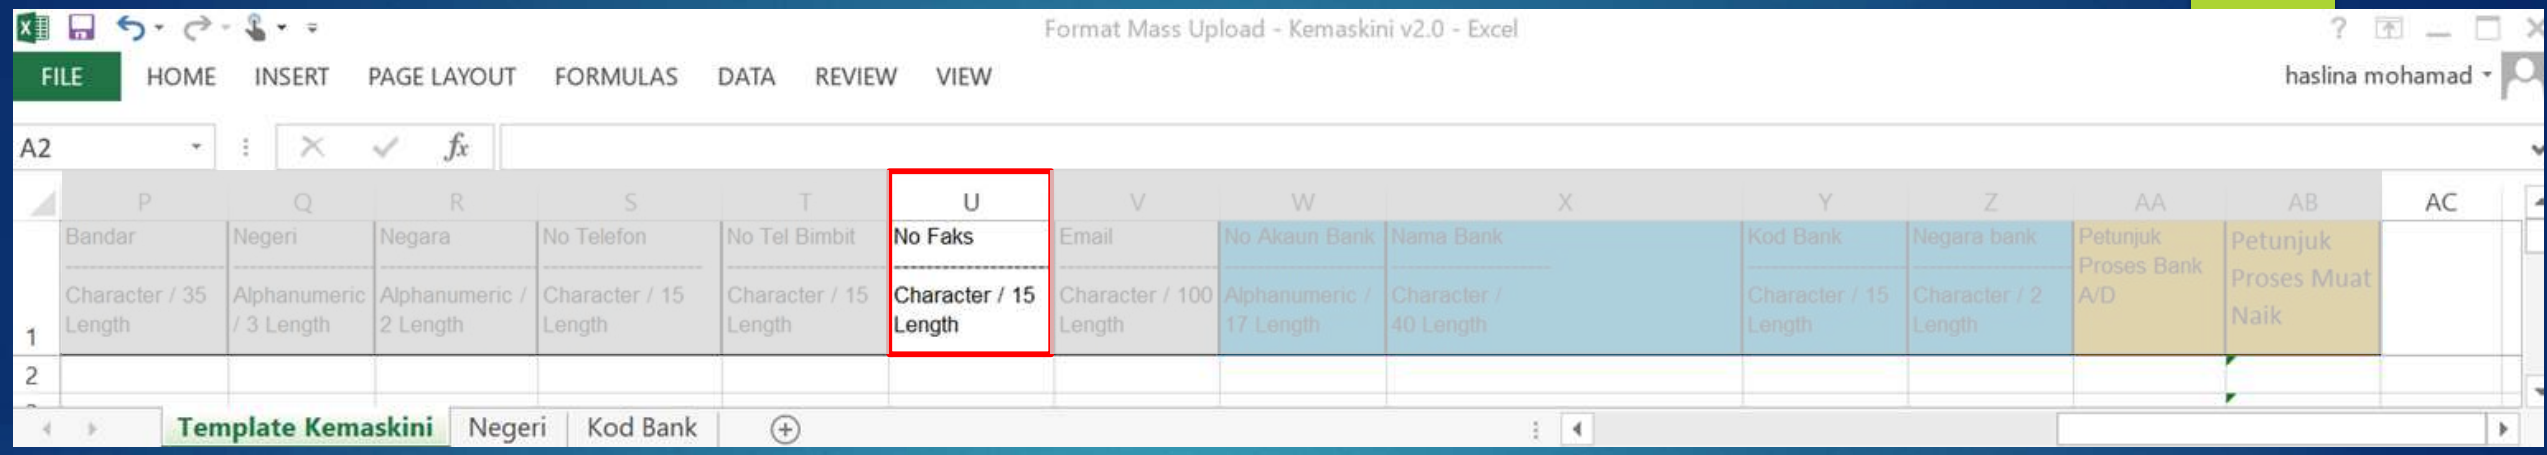 Format Mass Upload - Kemaskini v2.0 - Excel
?
FILE HOME INSERT PAGE LAYOUT FORMULAS DATA REVIEW VIEW haslina mohamad
A2 fx
P Q R S T U V W X Y Z AA AB AC
Bandar
Character / 35
Length
Negeri
Alphanumeric
/ 3 Length
Negara
Alphanumeric /
2 Length
No Telefon
Character / 15
Length
No Tel Bimbit
Character / 15
Length
No Faks
Character / 15
Length
Email
Character / 100
Length
No Akaun Bank
Alphanumeric /
17 Length
Nama Bank
Character /
40 Length
Kod Bank
Character / 15
Length
Negara bank
Character / 2
Length
Petunjuk
Proses Bank
A/D
Petunjuk
Proses Muat
Naik
1
2
Template Kemaskini Negeri Kod Bank